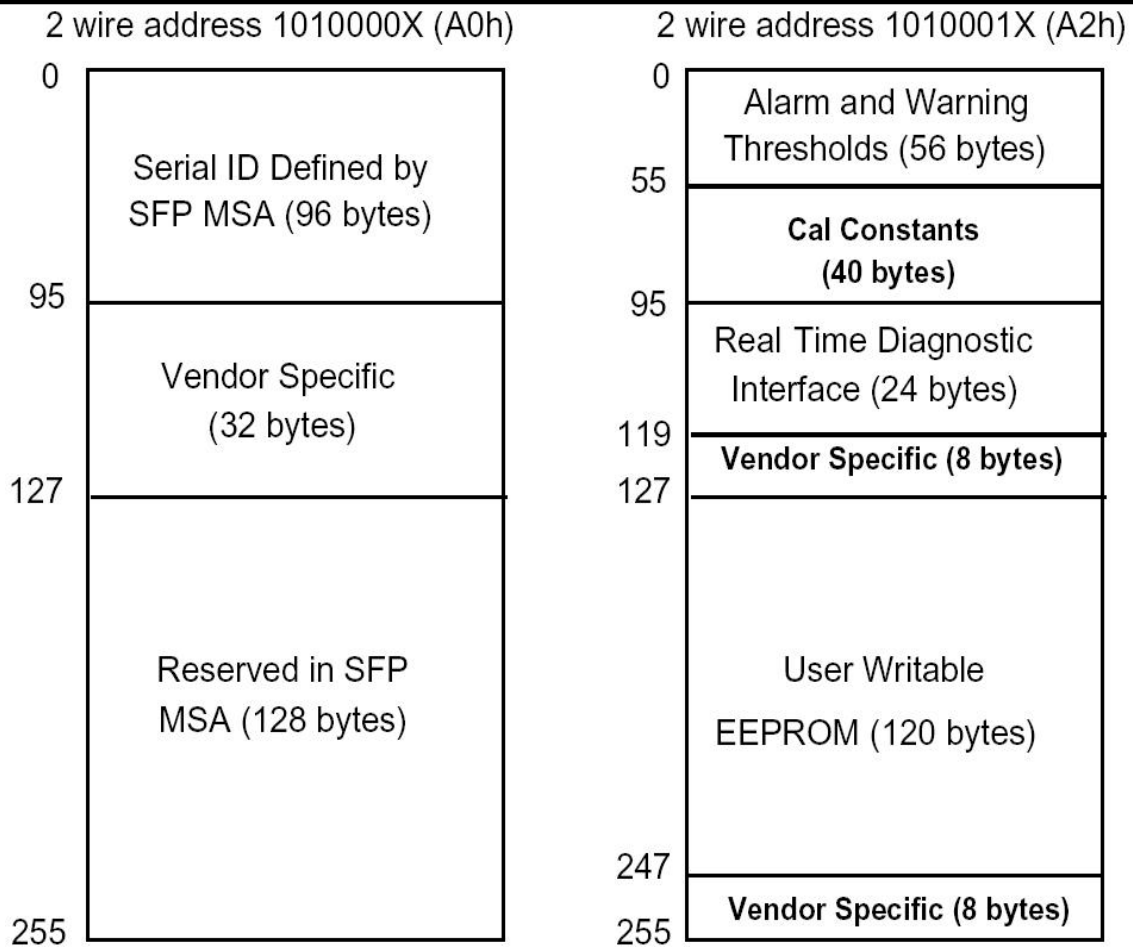 2 wire address 1010000X (A0h)
0
Serial ID Defined by
SFP MSA (96 bytes)
95
Vendor Specific
(32 bytes)
127
Reserved in SFP
MSA (128 bytes)
255
2 wire address 1010001X (A2h)
0
Alarm and Warning
Thresholds (56 bytes)
55
Cal Constants
(40 bytes)
95
Real Time Diagnostic
Interface (24 bytes)
119
Vendor Specific (8 bytes)
127
User Writable
EEPROM (120 bytes)
247
Vendor Specific (8 bytes)
255